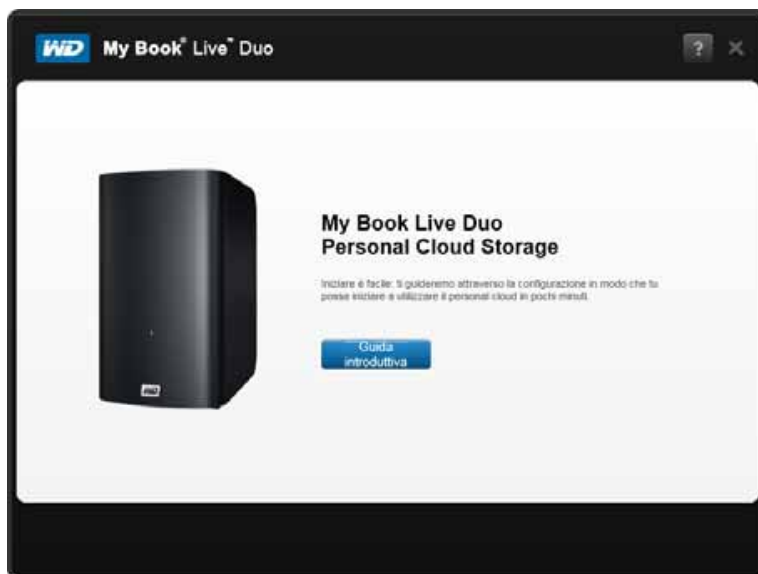 WD My Book® Live™ Duo
?
My Book Live Duo
Personal Cloud Storage
Iniziare è facile: ti guideremo attraverso la configurazione in modo che tu
possa iniziare a utilizzare il personal cloud in pochi minuti.
Guida
introduttiva
WD